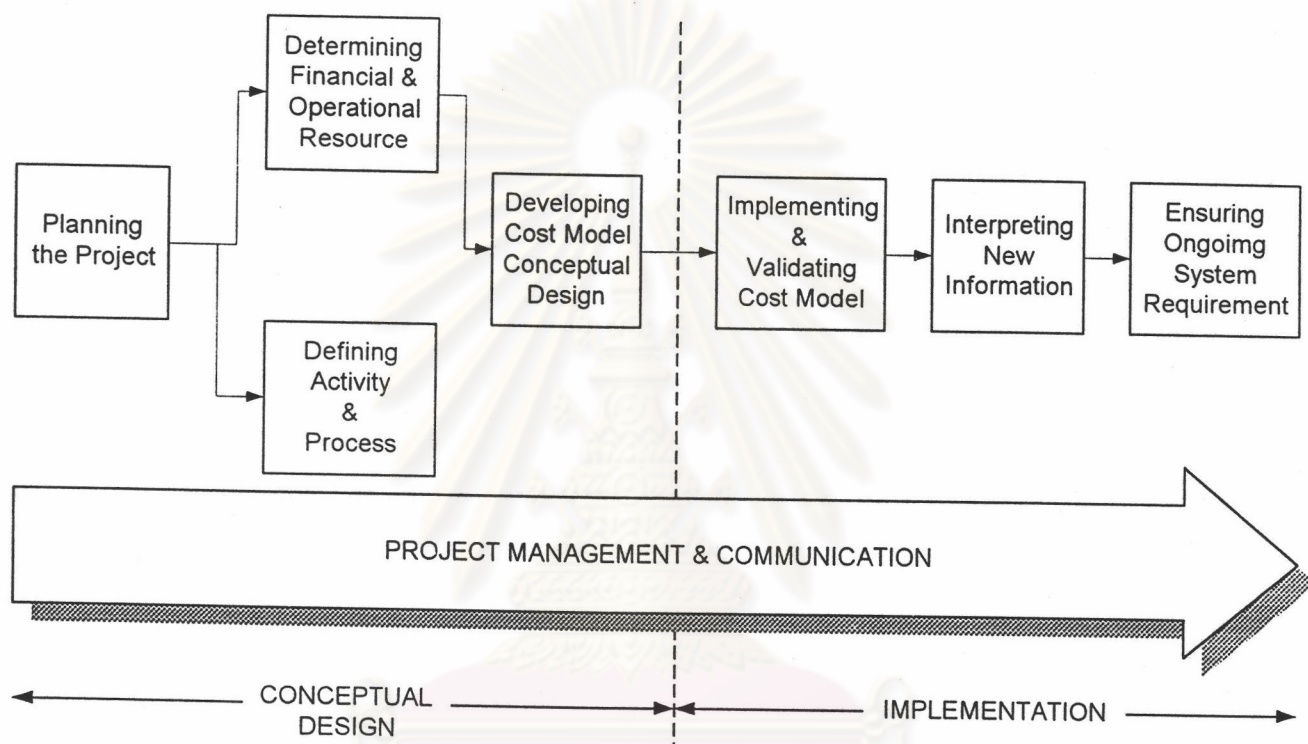 Determining
Financial &
Operational
Resource
Planning
the Project
Developing
Cost Model
Conceptual
Design
Implementing
&
Validating
Cost Model
Interpreting
New
Information
Ensuring
Ongoimg
System
Requirement
Defining
Activity
&
Process
PROJECT MANAGEMENT & COMMUNICATION
CONCEPTUAL
DESIGN
IMPLEMENTATION